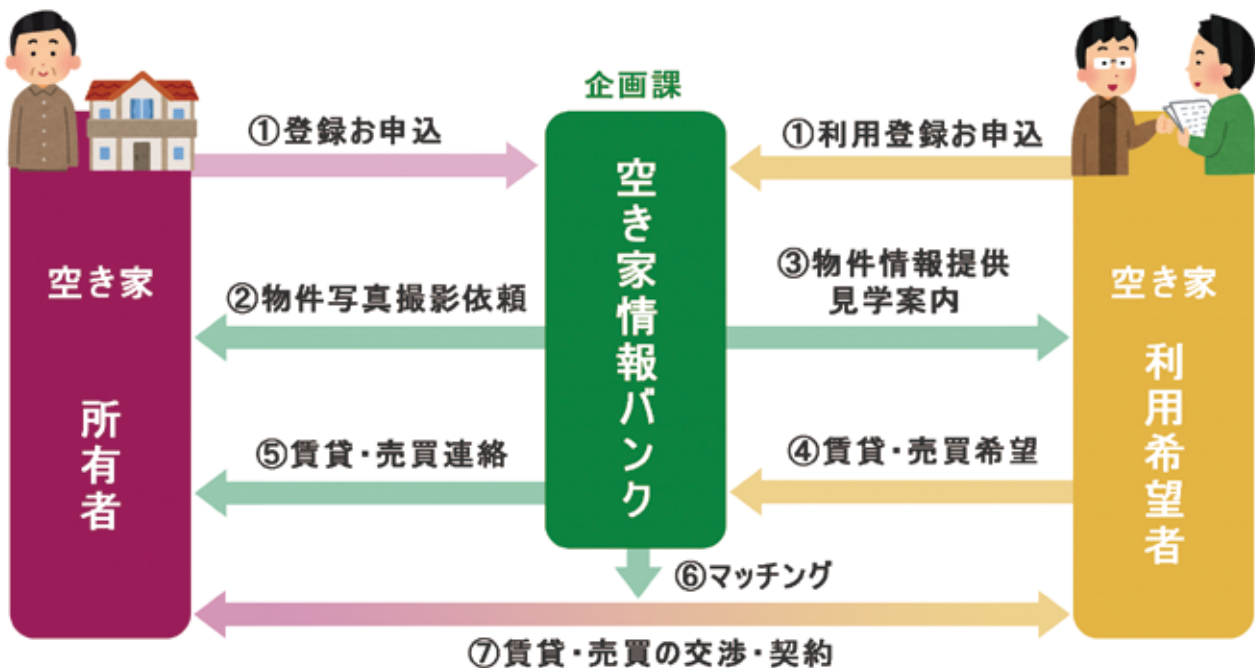 企画課
①登録お申込
①利用登録お申込
空き家情報バンク
空き家
所有者
②物件写真撮影依頼
③物件情報提供
見学案内
空き家
利用希望者
⑤賃貸・売買連絡
④賃貸・売買希望
⑥マッチング
⑦賃貸・売買の交渉・契約